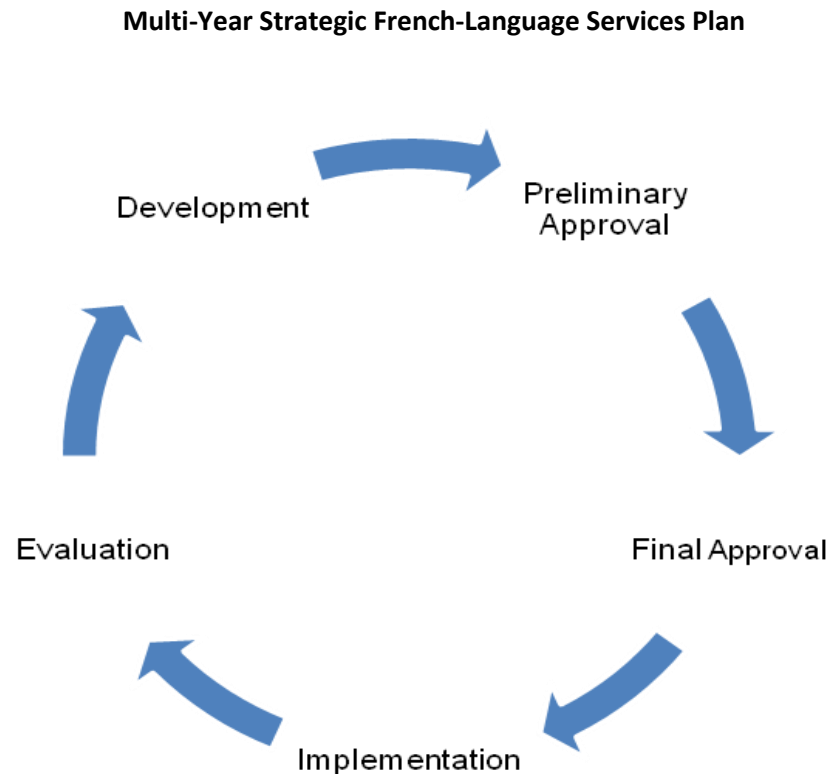 Multi-Year Strategic French-Language Services Plan
Development
Preliminary
Approval
Final Approval
Implementation
Evaluation